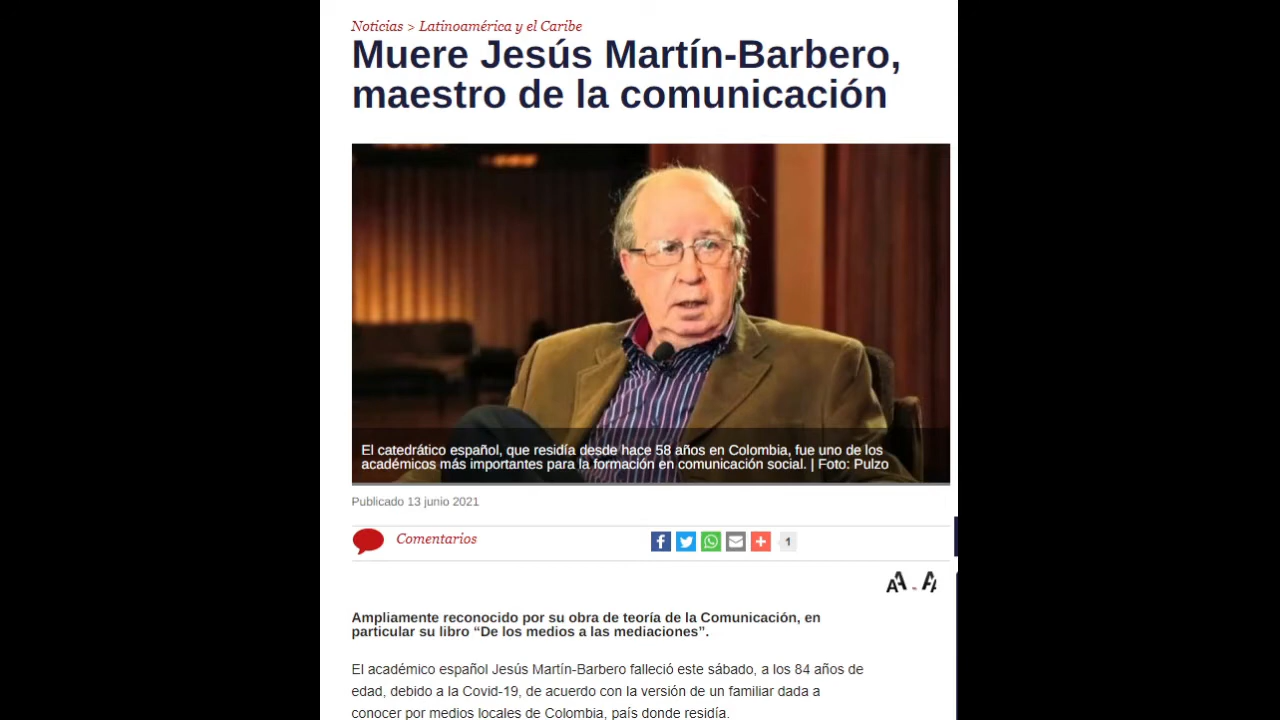 Noticias > Latinoamérica y el Caribe
Muere Jesús Martín-Barbero,
maestro de la comunicación
El catedrático español, que residía desde hace 58 años en Colombia, fue uno de los
académicos más importantes para la formación en comunicación social. | Foto: Pulzo
Publicado 13 junio 2021
Comentarios
1
AA - A
Ampliamente reconocido por su obra de teoría de la Comunicación, en
particular su libro “De los medios a las mediaciones”.
El académico español Jesús Martín-Barbero falleció este sábado, a los 84 años de
edad, debido a la Covid-19, de acuerdo con la versión de un familiar dada a
conocer por medios locales de Colombia, país donde residía.